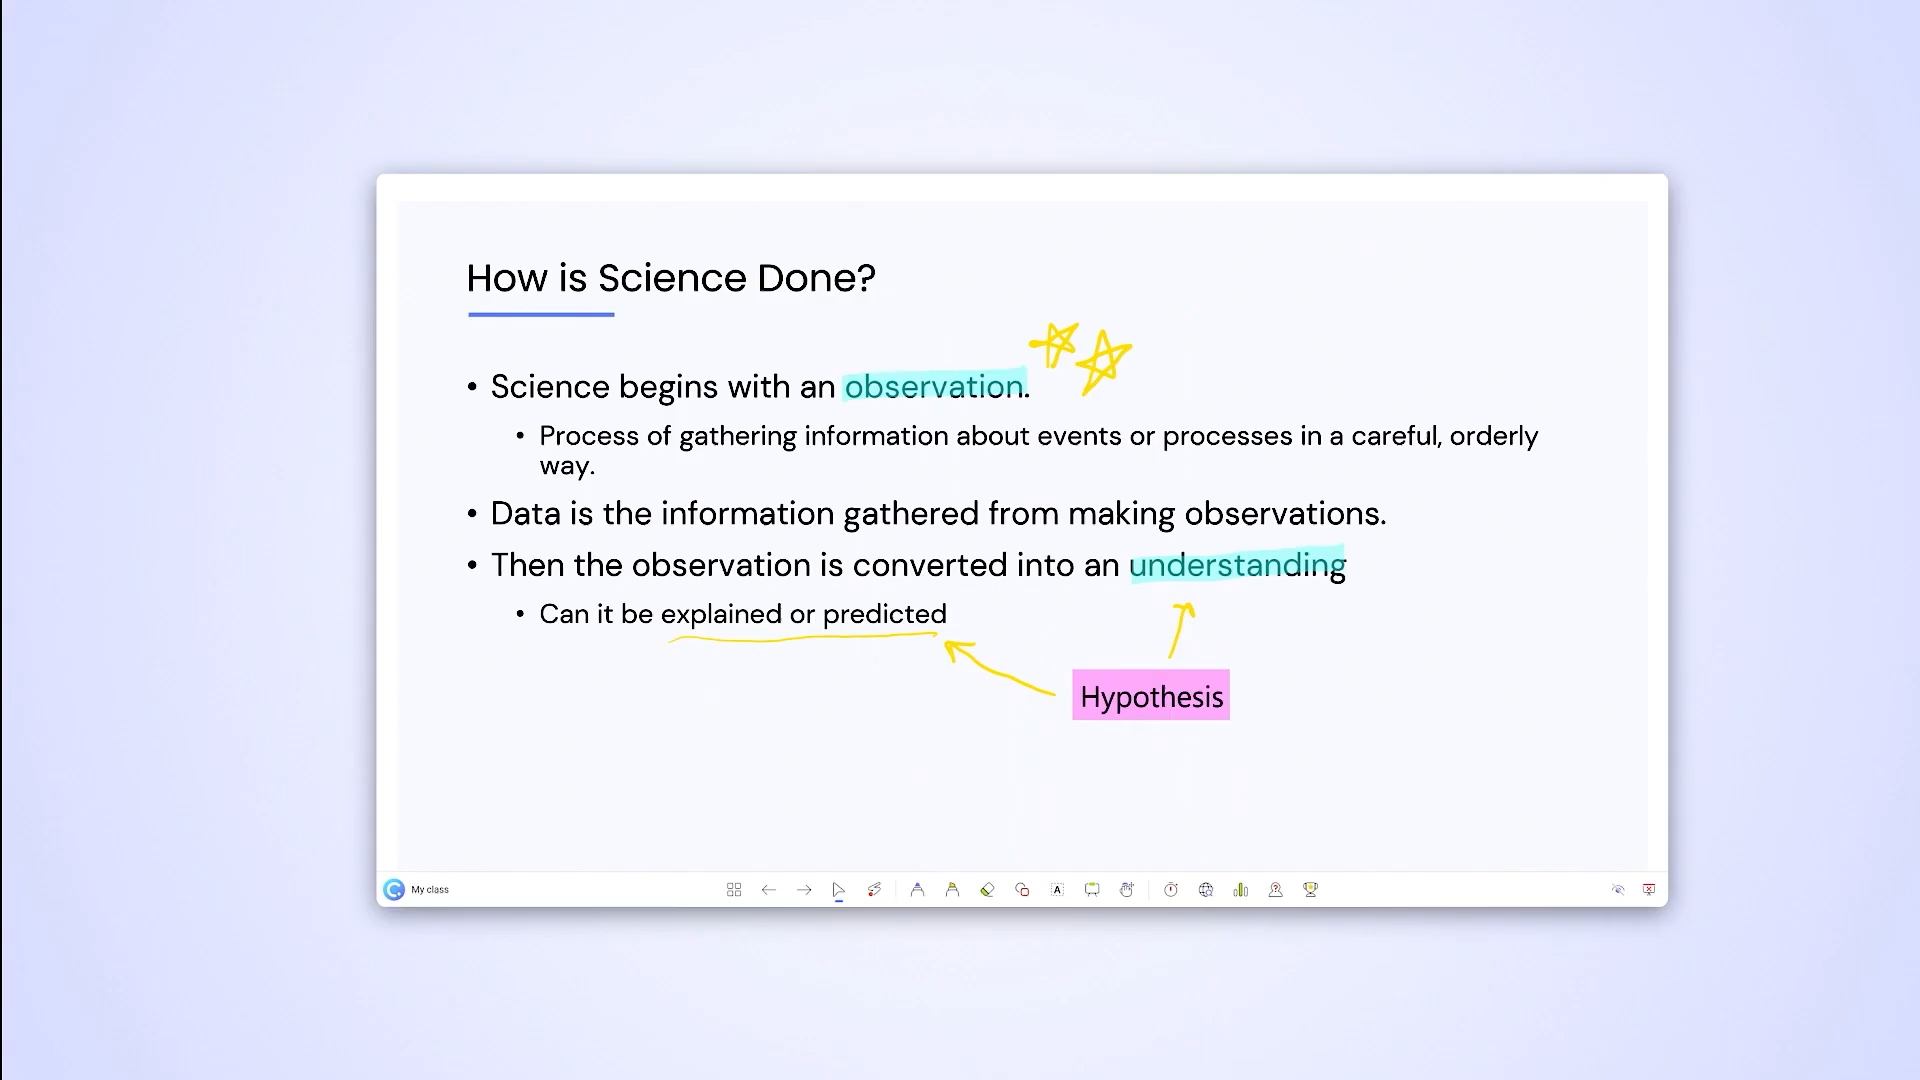 How is Science Done?
• Science begins with an observation.
• Process of gathering information about events or processes in a careful, orderly
way.
• Data is the information gathered from making observations.
• Then the observation is converted into an understanding
• Can it be explained or predicted
Hypothesis
My class
A